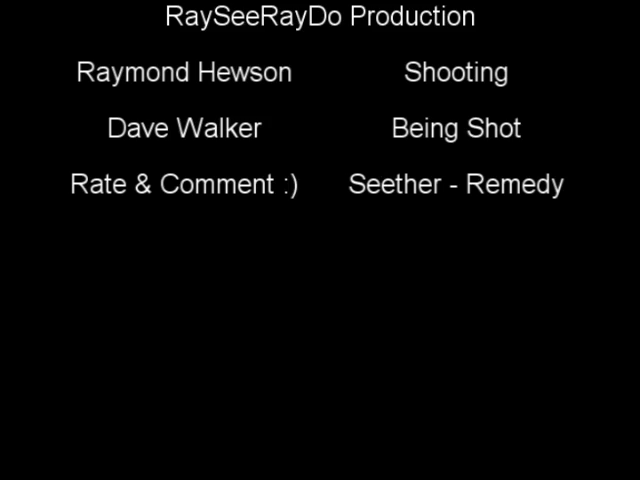 RaySeeRayDo Production
Raymond Hewson Shooting
Dave Walker Being Shot
Rate & Comment :) Seether - Remedy